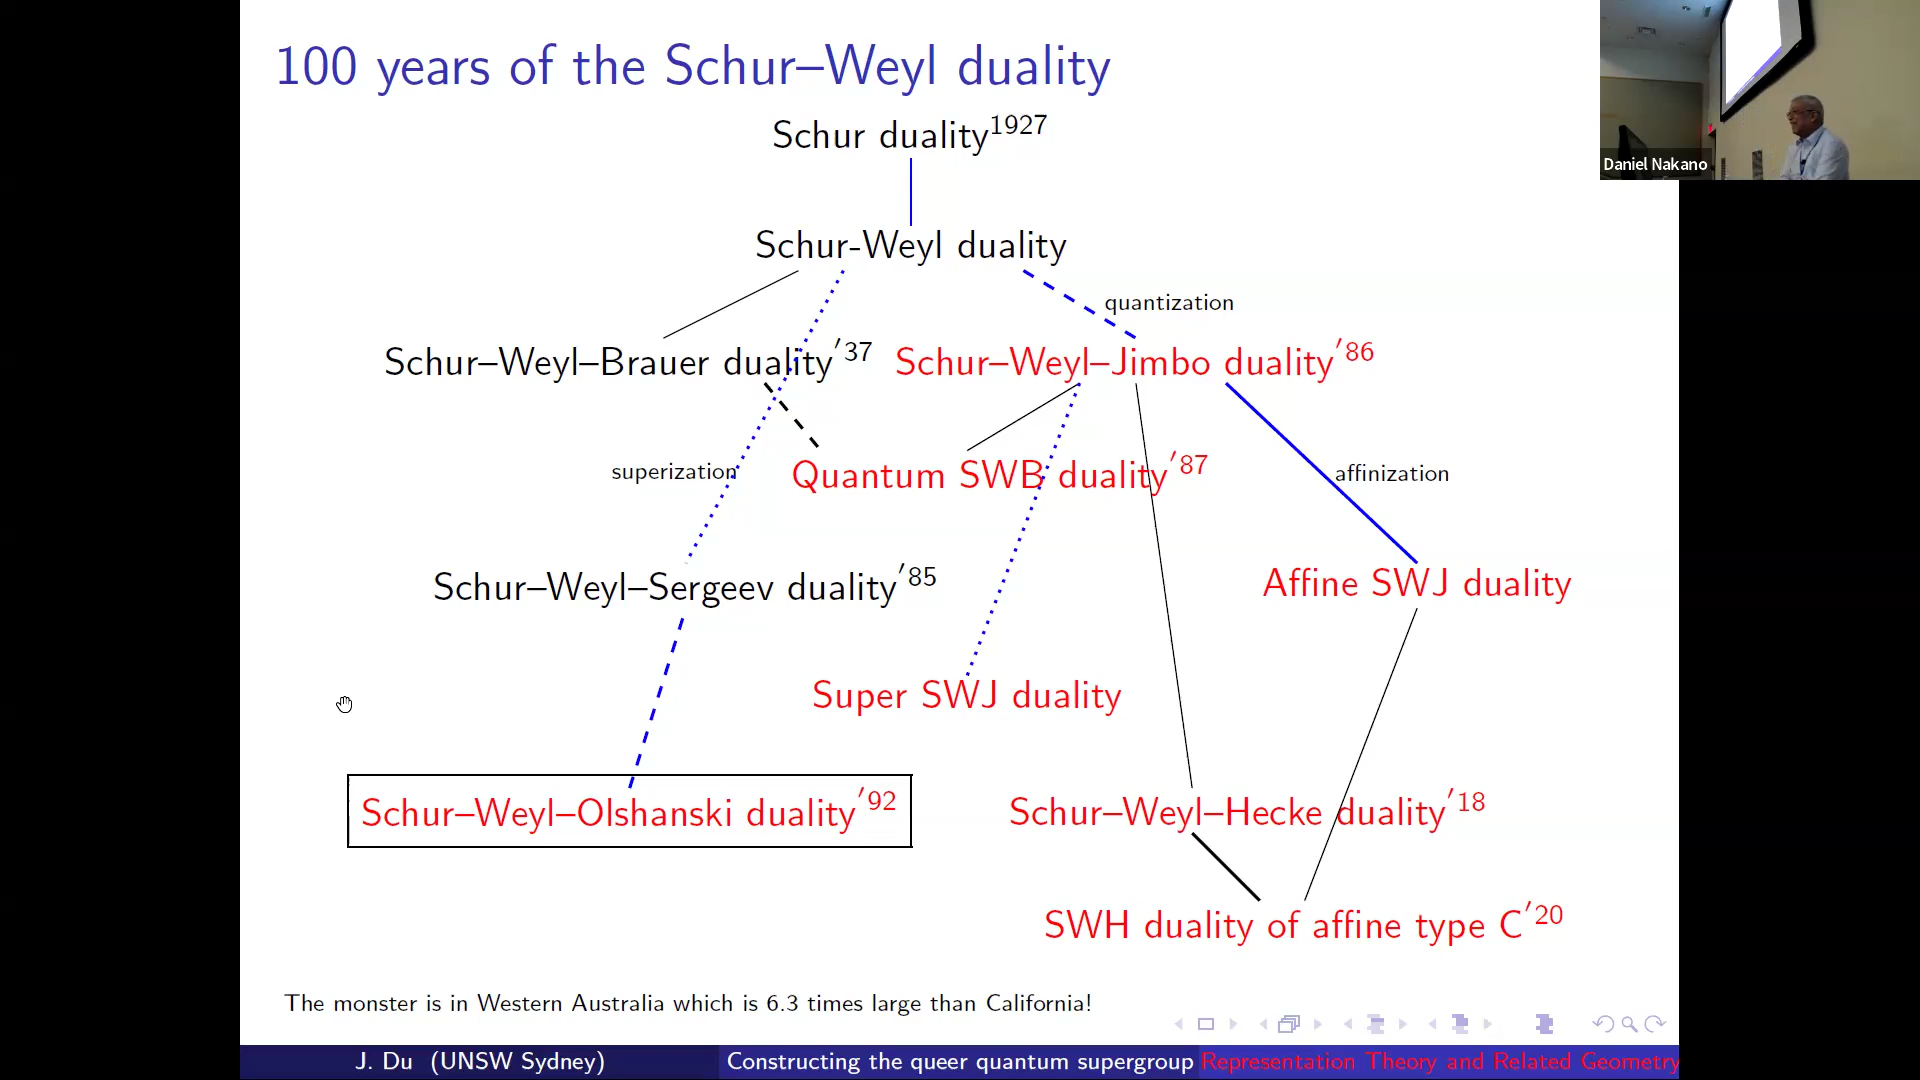 100 years of the Schur–Weyl duality
Schur duality^1927
Schur-Weyl duality
quantization
Schur–Weyl–Brauer duality^′37
Schur–Weyl–Jimbo duality^′86
superization
Quantum SWB duality^′87
affinization
Schur–Weyl–Sergeev duality^′85
Affine SWJ duality
Super SWJ duality
Schur–Weyl–Olshanski duality^′92
Schur–Weyl–Hecke duality^′18
SWH duality of affine type C^′20
The monster is in Western Australia which is 6.3 times large than California!
J. Du (UNSW Sydney)
Constructing the queer quantum supergroup
Representation Theory and Related Geometry
Daniel Nakano